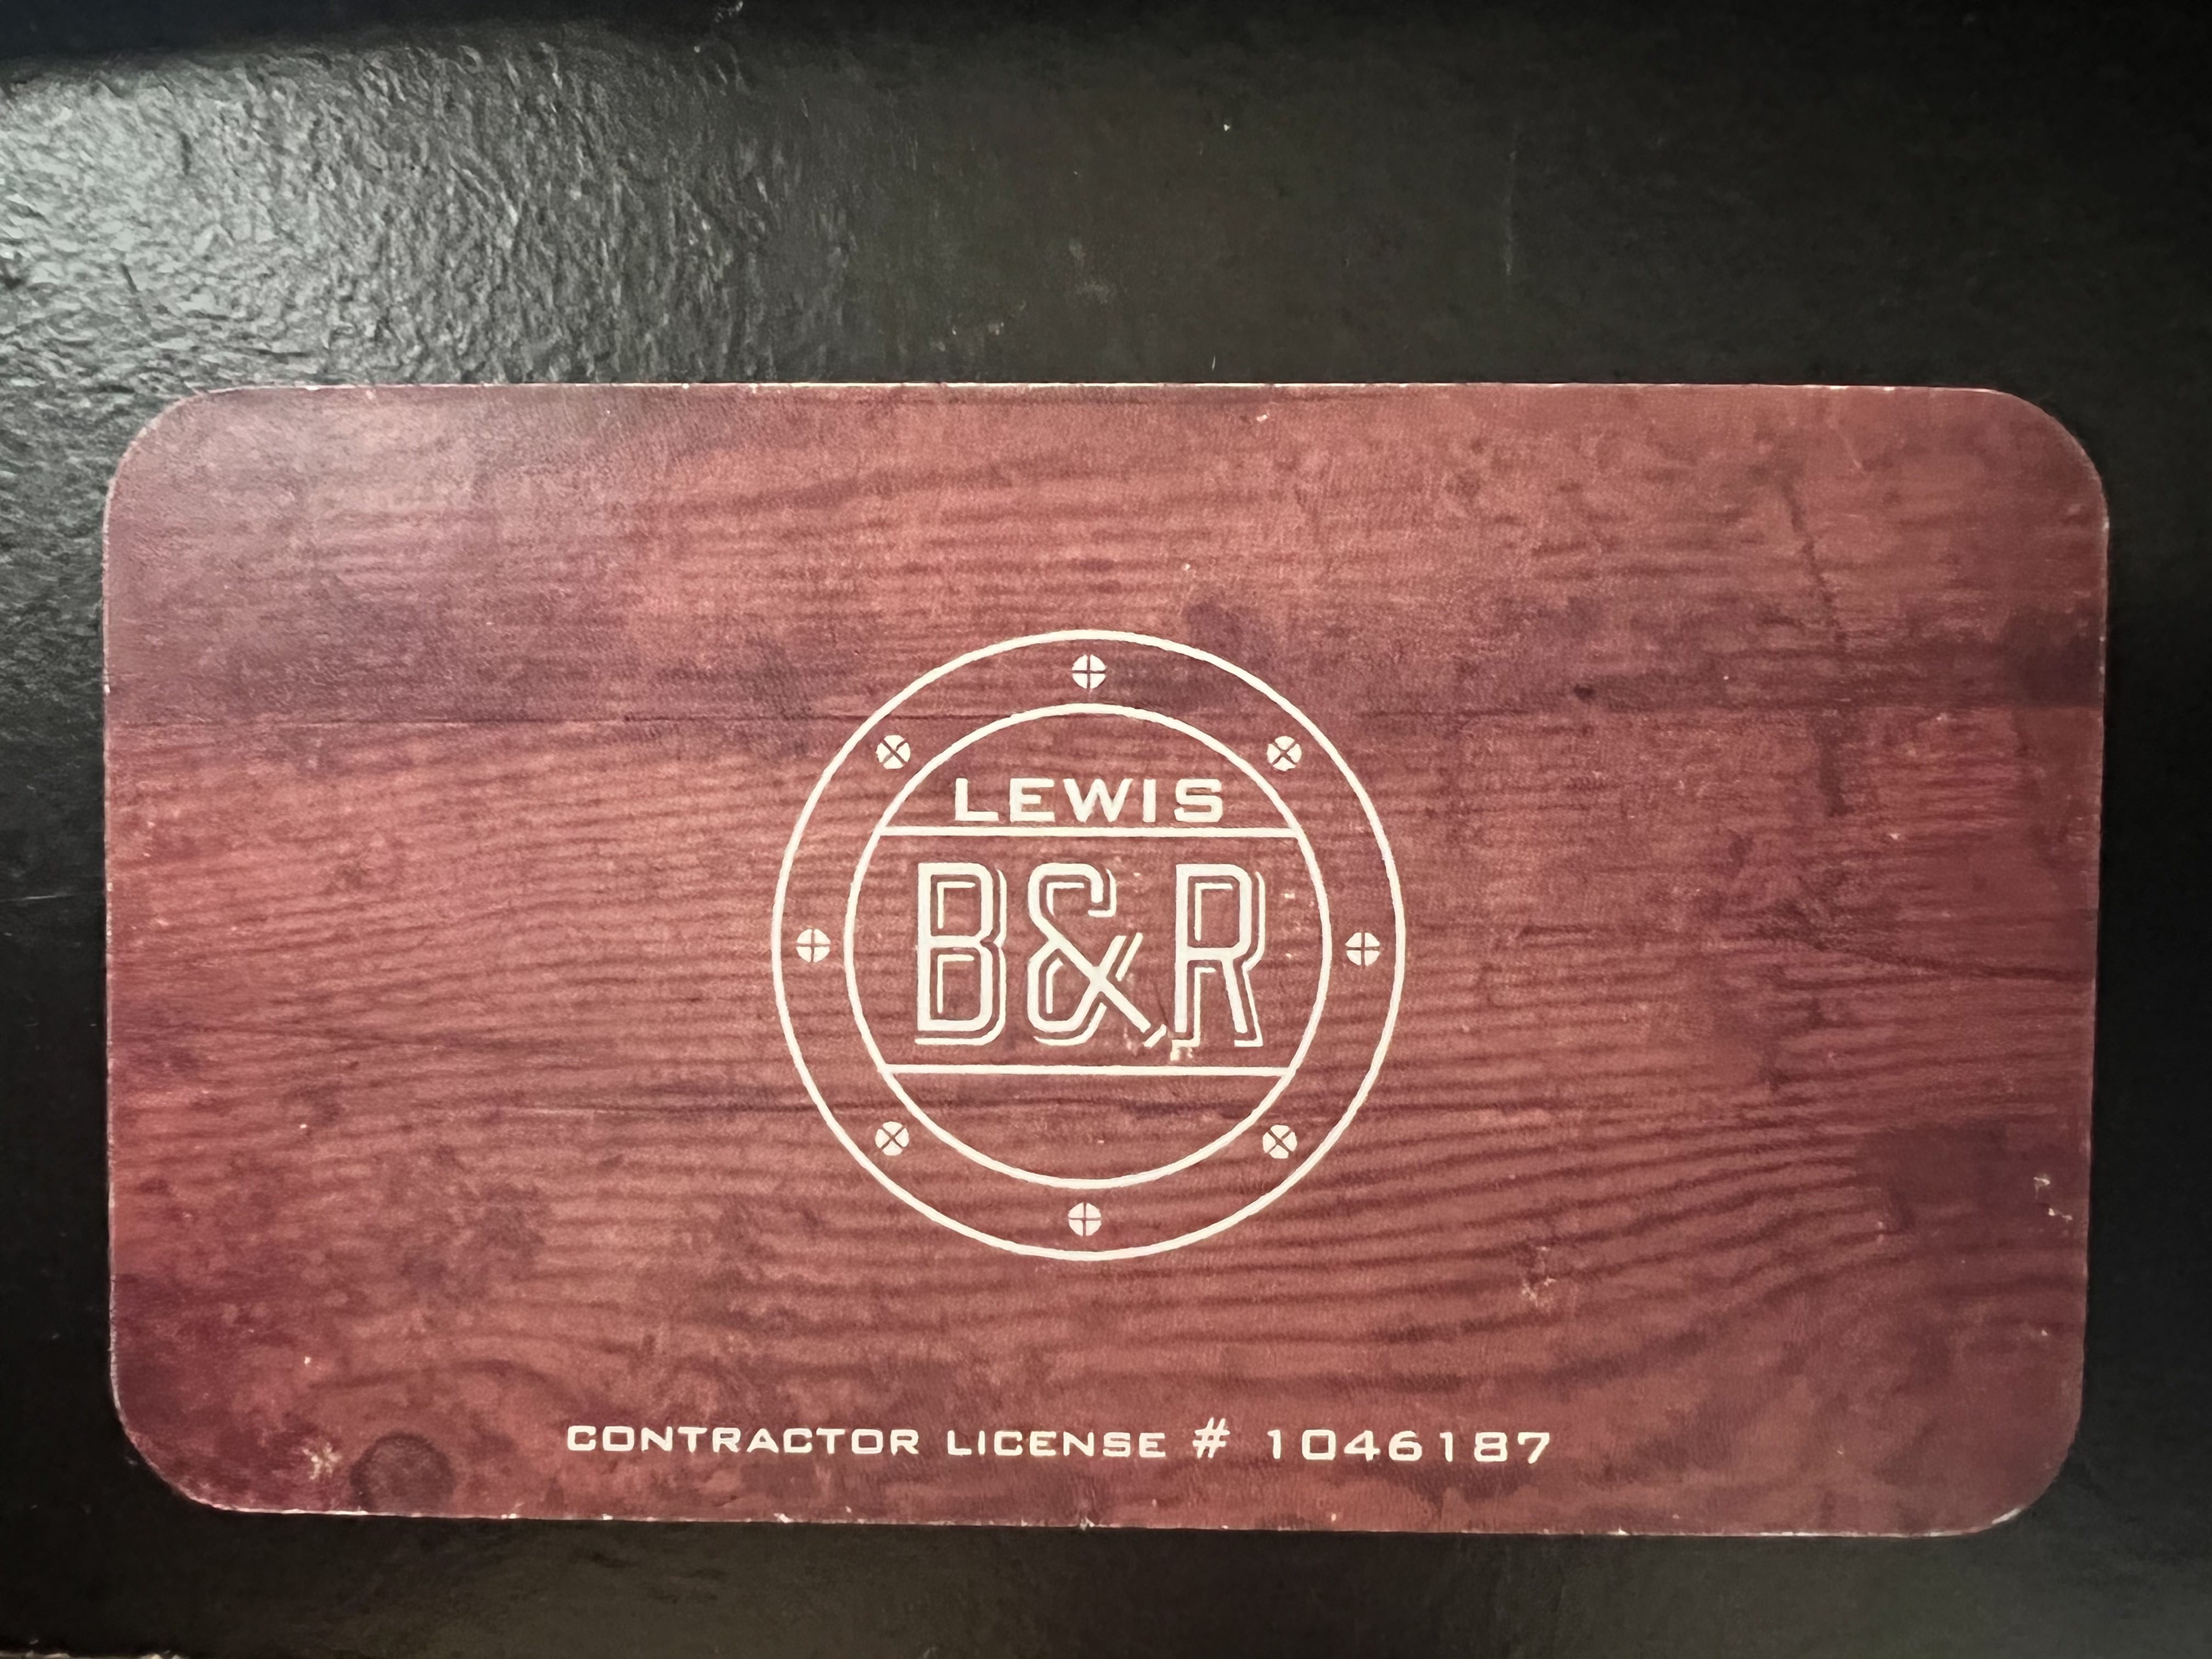 LEWIS
B&R
CONTRACTOR LICENSE # 1046187